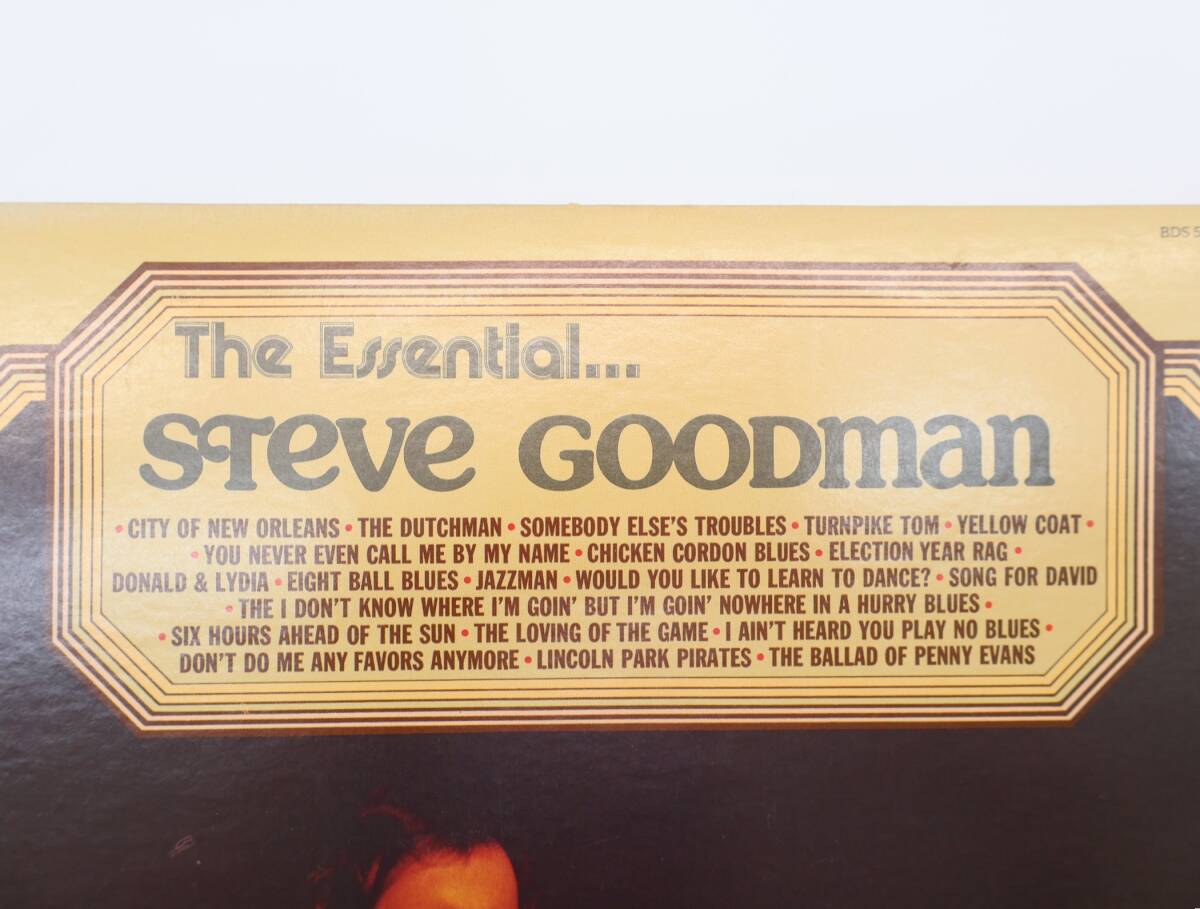 BDS 5
The Essential...
STeve GOODman
• CITY OF NEW ORLEANS • THE DUTCHMAN • SOMEBODY ELSE'S TROUBLES • TURNPIKE TOM • YELLOW COAT •
• YOU NEVER EVEN CALL ME BY MY NAME • CHICKEN CORDON BLUES • ELECTION YEAR RAG •
DONALD & LYDIA • EIGHT BALL BLUES • JAZZMAN • WOULD YOU LIKE TO LEARN TO DANCE? • SONG FOR DAVID
• THE I DON'T KNOW WHERE I'M GOIN' BUT I'M GOIN' NOWHERE IN A HURRY BLUES •
• SIX HOURS AHEAD OF THE SUN • THE LOVING OF THE GAME • I AIN'T HEARD YOU PLAY NO BLUES •
DON'T DO ME ANY FAVORS ANYMORE • LINCOLN PARK PIRATES • THE BALLAD OF PENNY EVANS